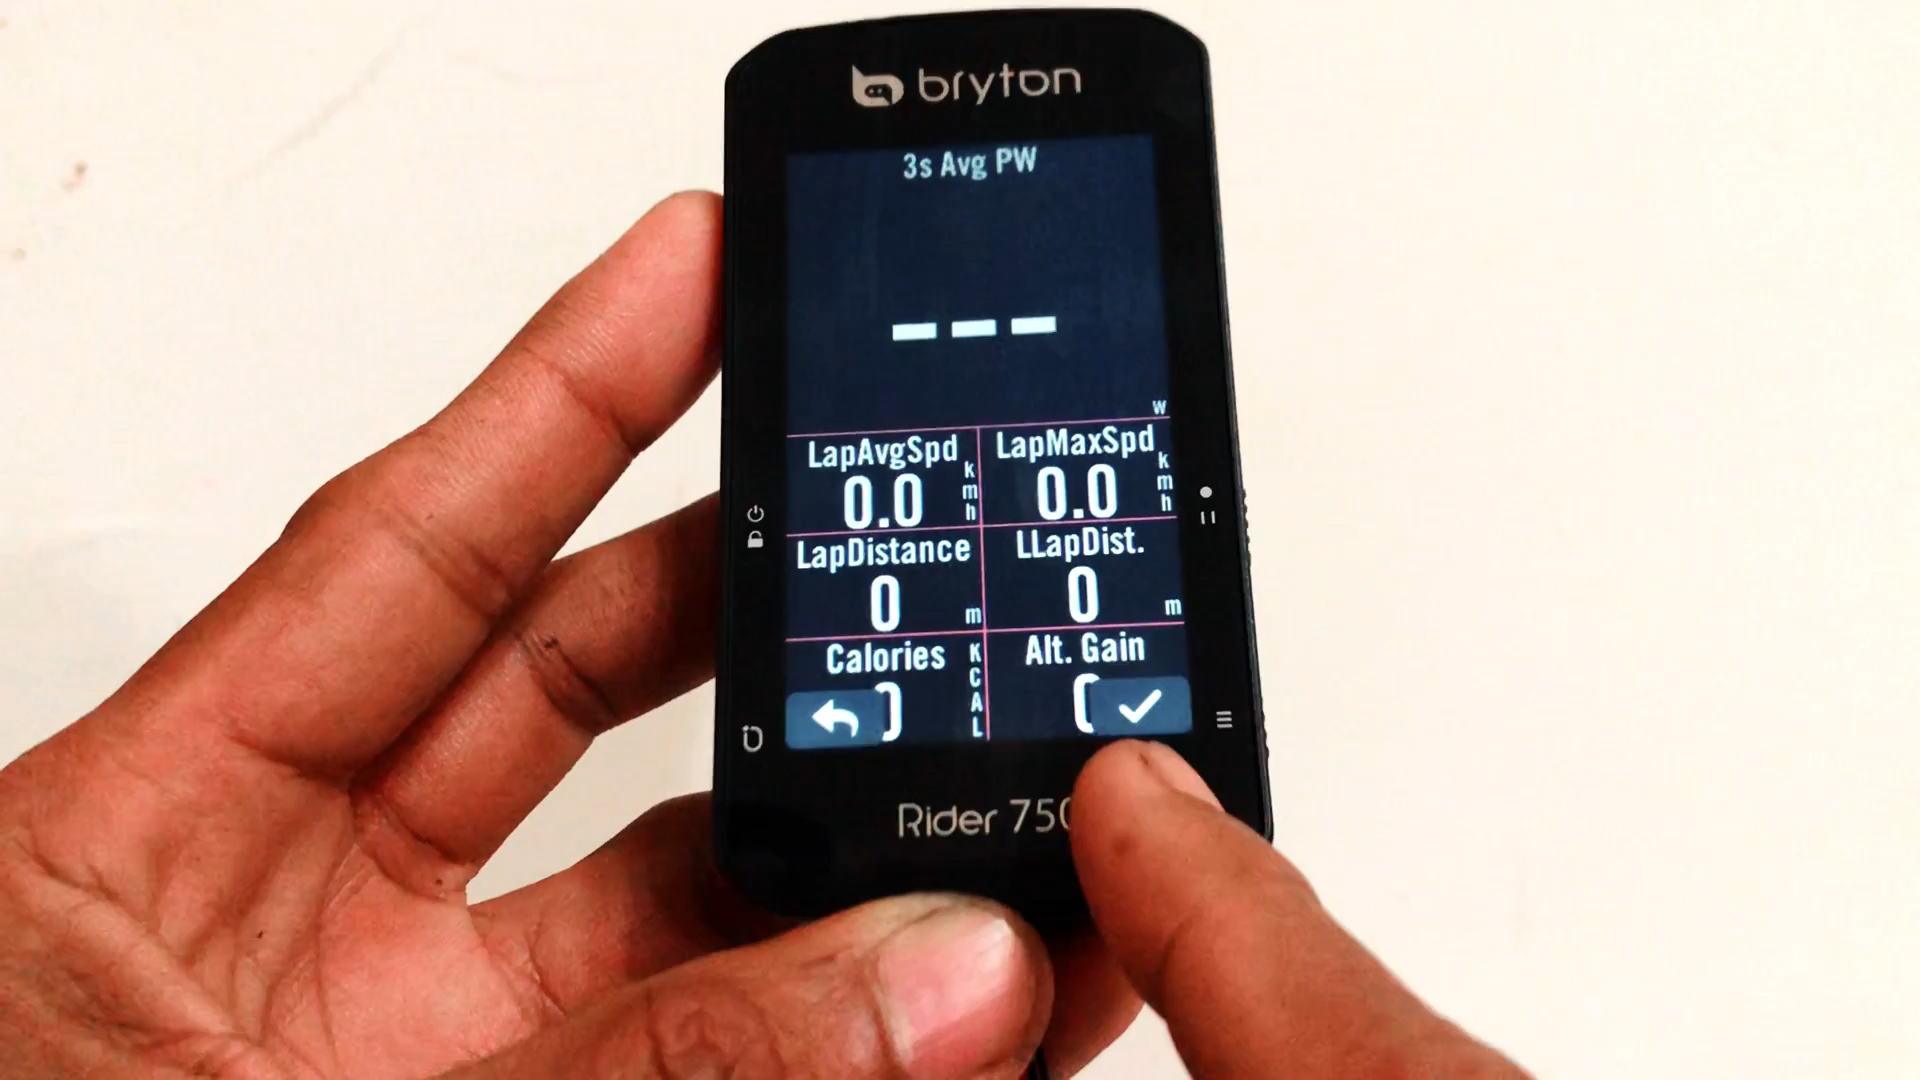 bryton
3s Avg PW
---
W
LapAvgSpd
0.0
kmh
LapMaxSpd
0.0
kmh
LapDistance
0
m
LLapDist.
0
m
Calories
KCAL
Alt. Gain
Rider 750